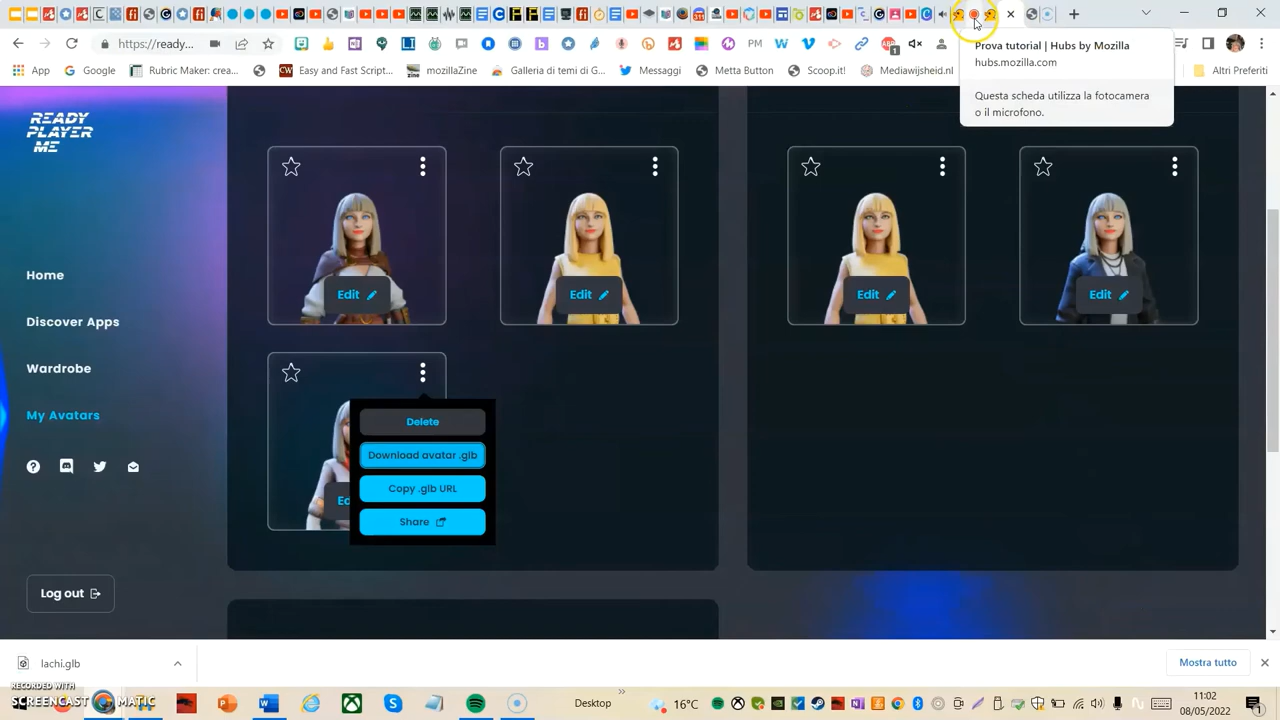 Prova tutorial | Hubs by Mozilla
hubs.mozilla.com
Questa scheda utilizza la fotocamera
o il microfono.
https://ready...
PM
App
Google
Rubric Maker: crea...
Easy and Fast Script...
mozillaZine
Galleria di temi di G...
Messaggi
Metta Button
Scoop.it!
Mediawijsheid.nl
Altri Preferiti
READY
PLAYER
ME
Home
Discover Apps
Wardrobe
My Avatars
Log out
Edit
Edit
Edit
Edit
Delete
Download avatar .glb
Copy .glb URL
Share
lachi.glb
Mostra tutto
RECORDED WITH
SCREENCAST MATIC
Desktop
16°C
11:02
08/05/2022